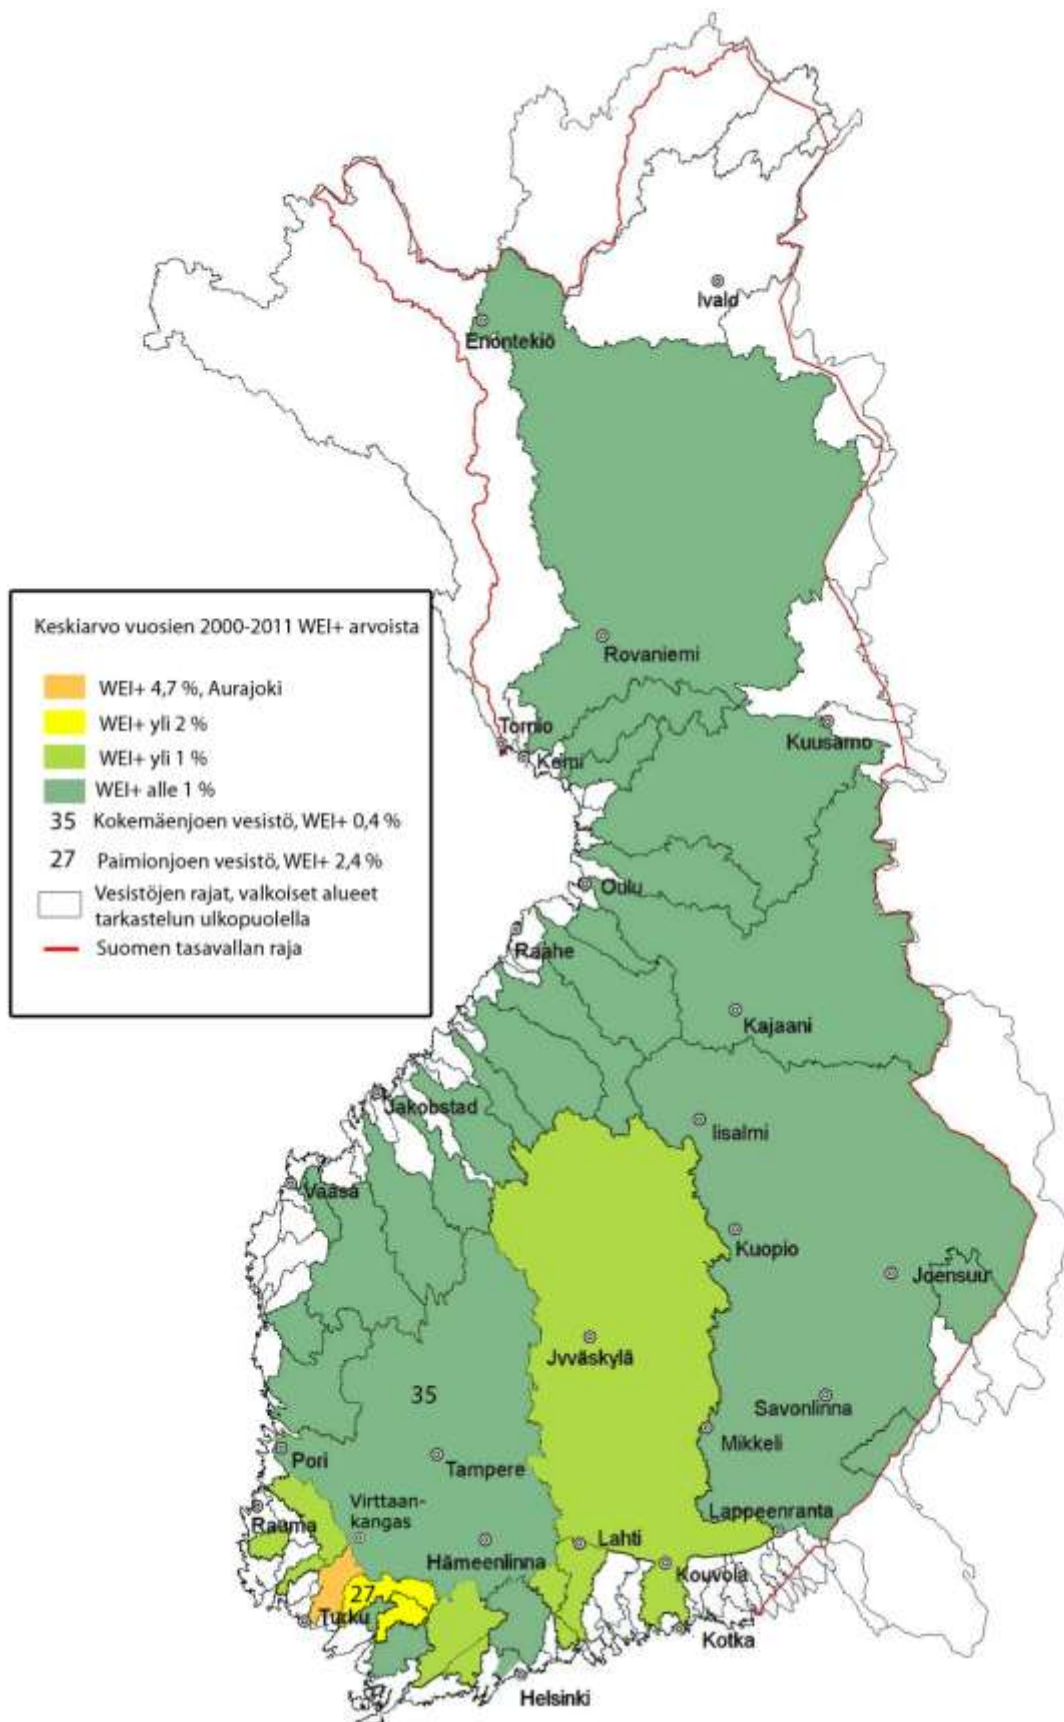 Ivalo
Enontekiö
Keskiarvo vuosien 2000-2011 WEI+ arvoista
WEI+ 4,7 %, Aurajoki
WEI+ yli 2 %
WEI+ yli 1 %
WEI+ alle 1 %
35 Kokemäenjoen vesistö, WEI+ 0,4 %
27 Paimionjoen vesistö, WEI+ 2,4 %
Vesistöjen rajat, valkoiset alueet
tarkastelun ulkopuolella
Suomen tasavallan raja
Rovaniemi
Tornio
Kuusamo
Kemi
Oulu
Raahe
Kajaani
Jakobstad
Iisalmi
Vaasa
Kuopio
Joensuu
Jyväskylä
35
Savonlinna
Mikkeli
Pori
Tampere
Virttaan-
kangas
Rauma
Lappeenranta
Lahti
Hämeenlinna
Kouvola
27
Turku
Kotka
Helsinki